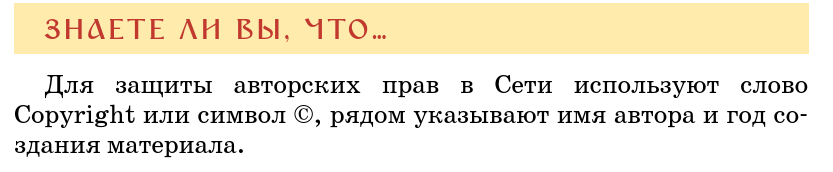 ЗНАЕТЕ ЛИ ВЫ, ЧТО...
Для защиты авторских прав в Сети используют слово
Copyright или символ ©, рядом указывают имя автора и год со-
здания материала.